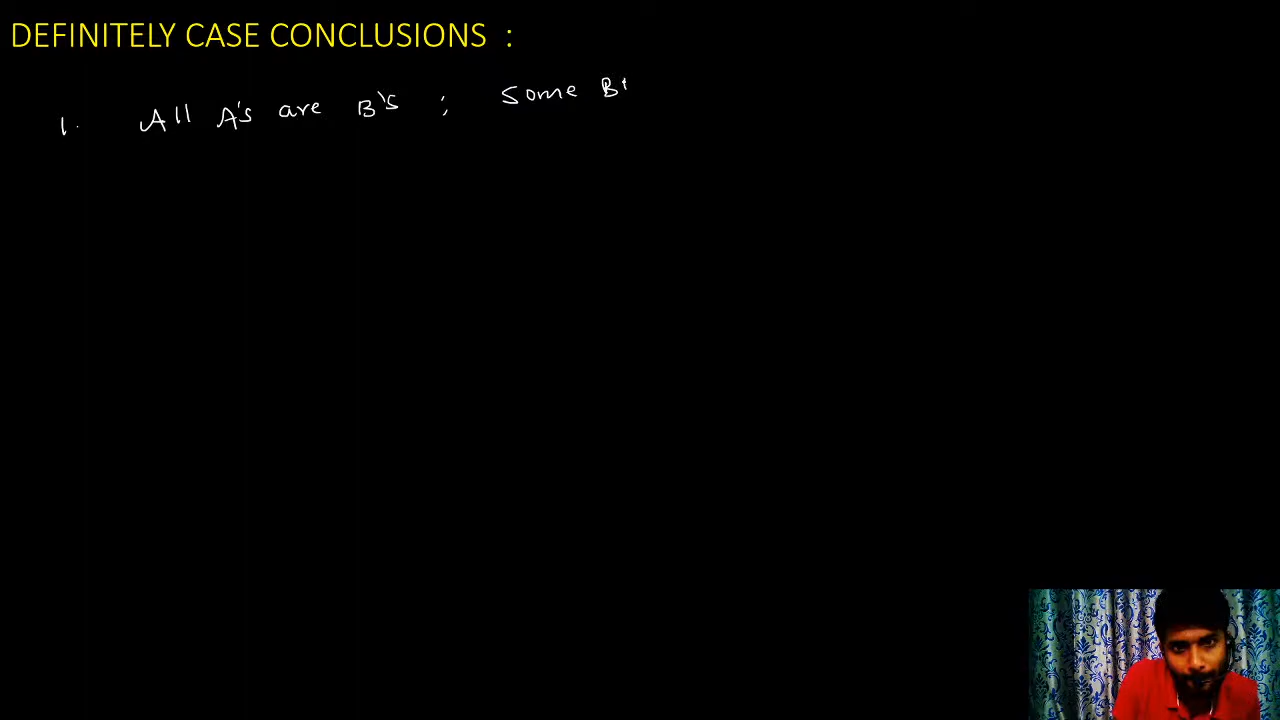 DEFINITELY CASE CONCLUSIONS :
1. All A's are B's ; Some B'